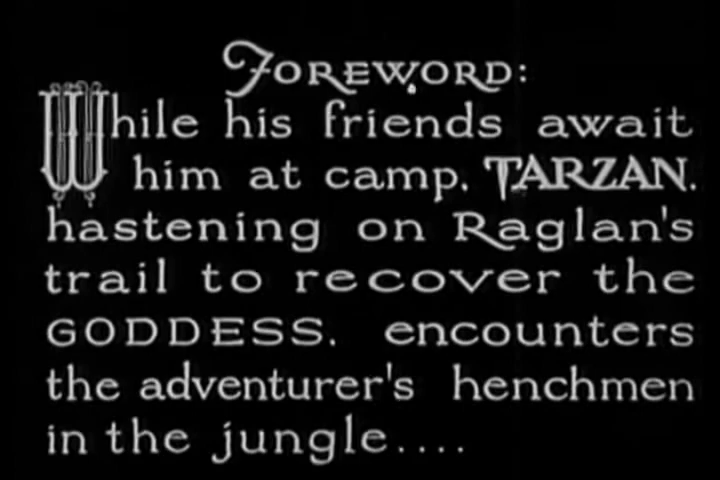 Foreword:
While his friends await
him at camp, TARZAN,
hastening on Raglan's
trail to recover the
GODDESS, encounters
the adventurer's henchmen
in the jungle....